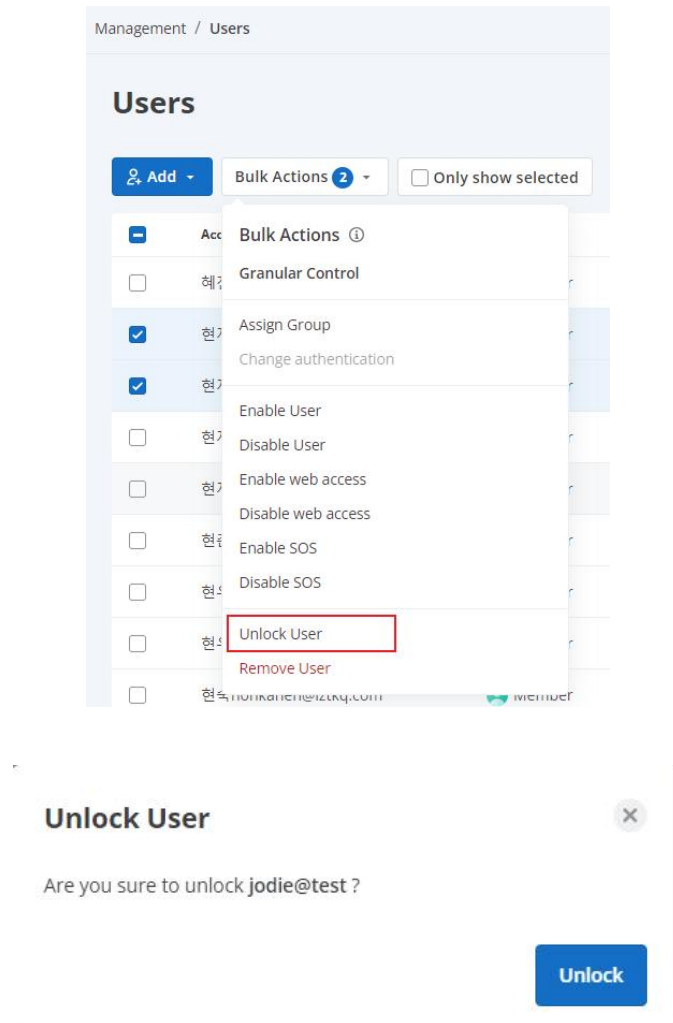 Management / Users
Users
Add
Bulk Actions 2
Only show selected
Bulk Actions
Granular Control
Assign Group
Change authentication
Enable User
Disable User
Enable web access
Disable web access
Enable SOS
Disable SOS
Unlock User
Remove User
Member
Unlock User
Are you sure to unlock jodie@test ?
Unlock